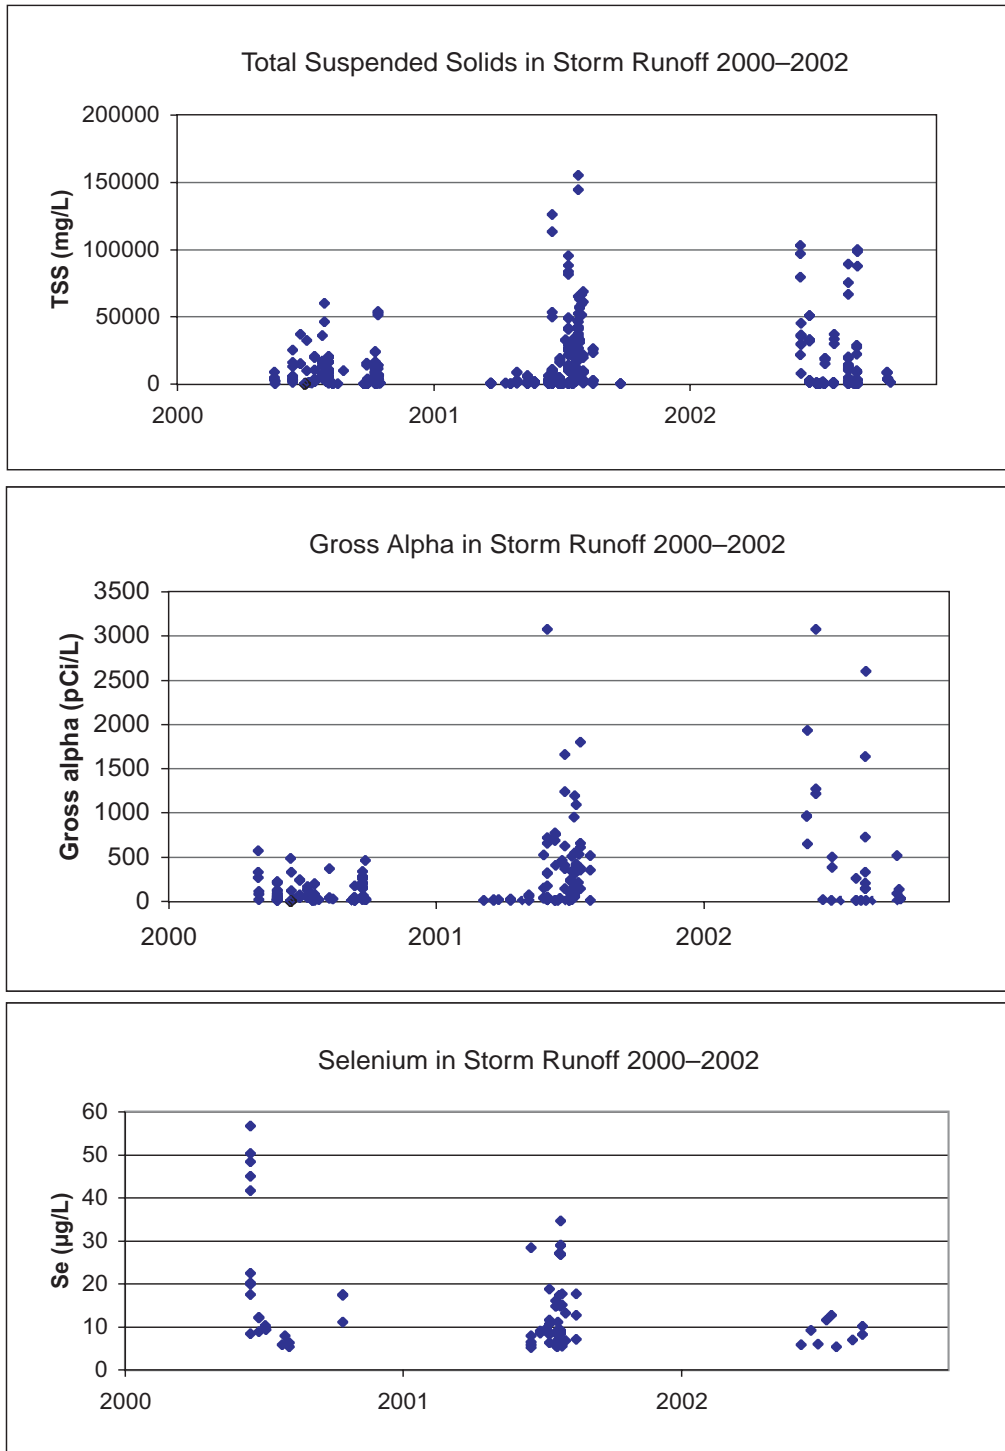 Total Suspended Solids in Storm Runoff 2000–2002
200000
150000
100000
50000
0
TSS (mg/L)
2000 2001 2002
Gross Alpha in Storm Runoff 2000–2002
3500
3000
2500
2000
1500
1000
500
0
Gross alpha (pCi/L)
2000 2001 2002
Selenium in Storm Runoff 2000–2002
60
50
40
30
20
10
0
Se (µg/L)
2000 2001 2002